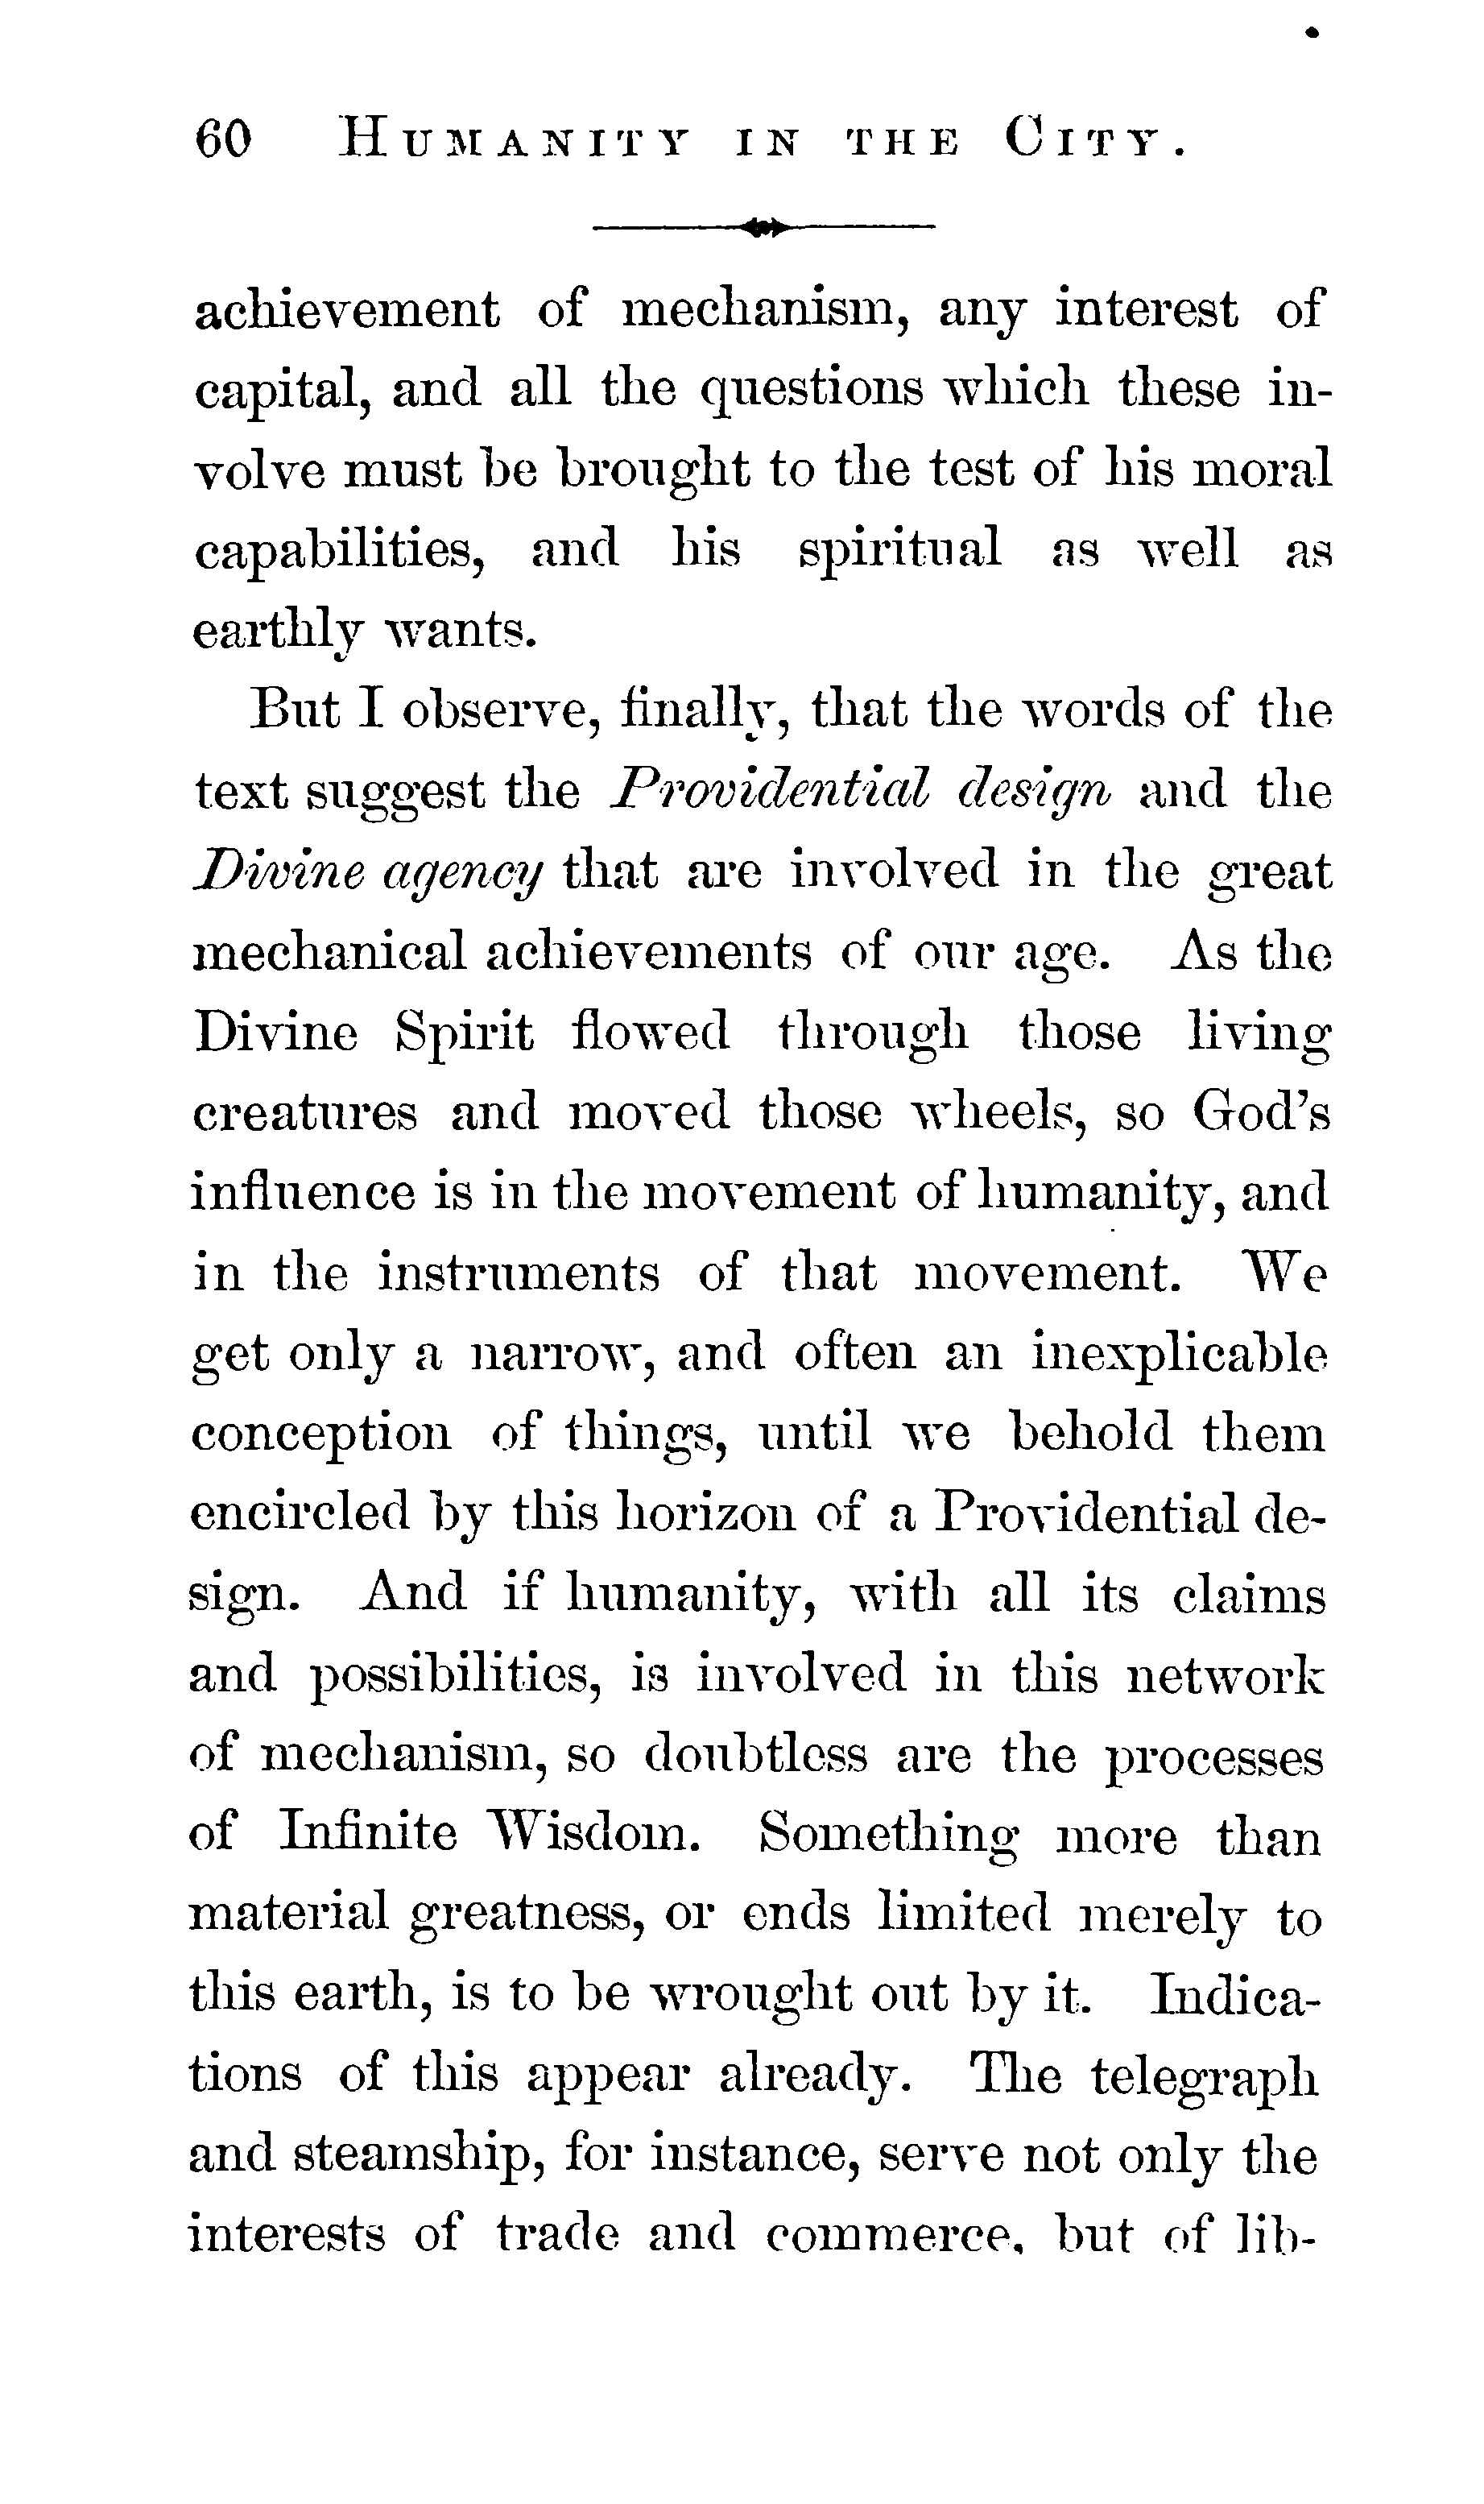 60 HUMANITY IN THE CITY.
achievement of mechanism, any interest of
capital, and all the questions which these in-
volve must be brought to the test of his moral
capabilities, and his spiritual as well as
earthly wants.
But I observe, finally, that the words of the
text suggest the Providential design and the
Divine agency that are involved in the great
mechanical achievements of our age. As the
Divine Spirit flowed through those living
creatures and moved those wheels, so God's
influence is in the movement of humanity, and
in the instruments of that movement. We
get only a narrow, and often an inexplicable
conception of things, until we behold them
encircled by this horizon of a Providential de-
sign. And if humanity, with all its claims
and possibilities, is involved in this network
of mechanism, so doubtless are the processes
of Infinite Wisdom. Something more than
material greatness, or ends limited merely to
this earth, is to be wrought out by it. Indica-
tions of this appear already. The telegraph
and steamship, for instance, serve not only the
interests of trade and commerce, but of lib-